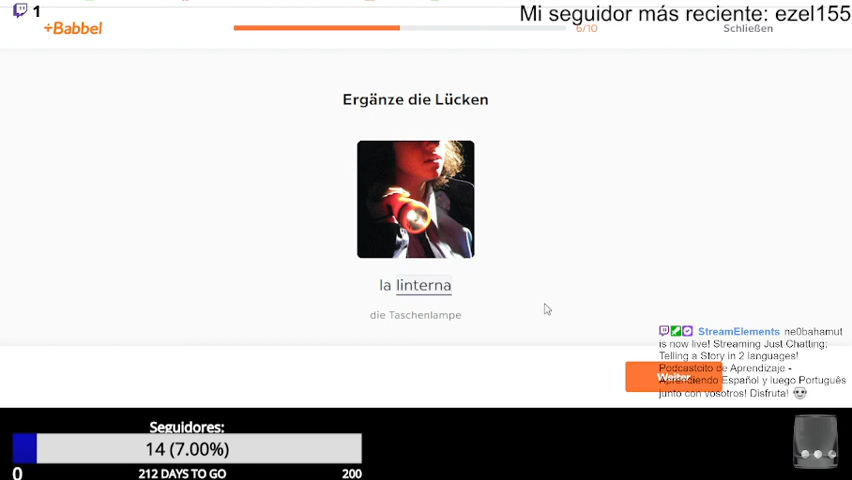 1
Mi seguidor más reciente: ezel155
÷Babbel
6/10
Schließen
Ergänze die Lücken
la linterna
die Taschenlampe
StreamElements ne0bahamut
is now live! Streaming Just Chatting:
Telling a Story in 2 languages!
Podcastcito de Aprendizaje -
Aprendiendo Español y luego Português
junto con vosotros! Disfruta!
Weiter
Seguidores:
14 (7.00%)
0
212 DAYS TO GO
200